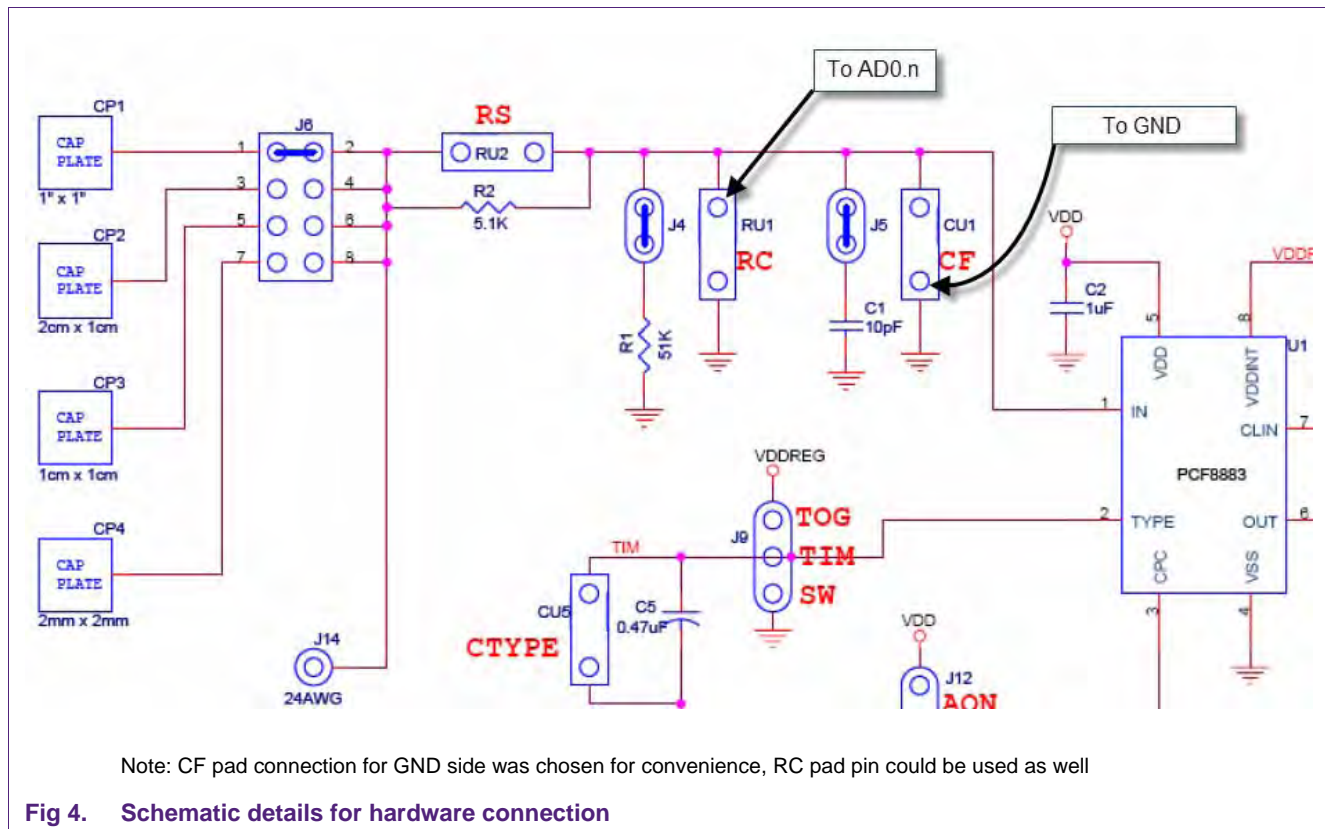 To AD0.n
To GND
CP1
CAP
PLATE
1" x 1"
J6
1
2
3
4
5
6
7
8
RS
RU2
R2
5.1K
J4
RU1
RC
J5
CU1
CF
R1
51K
C1
10pF
CP2
CAP
PLATE
2cm x 1cm
CP3
CAP
PLATE
1cm x 1cm
CP4
CAP
PLATE
2mm x 2mm
J14
24AWG
VDD
C2
1uF
5
8
U1
VDD
VDDINT
1
IN
CLIN
7
PCF8883
2
TYPE
OUT
6
CPC
VSS
3
4
VDDREG
J9
TOG
TIM
SW
TIM
CU5
C5
0.47uF
CTYPE
VDD
J12
AON
Note: CF pad connection for GND side was chosen for convenience, RC pad pin could be used as well
Fig 4. Schematic details for hardware connection